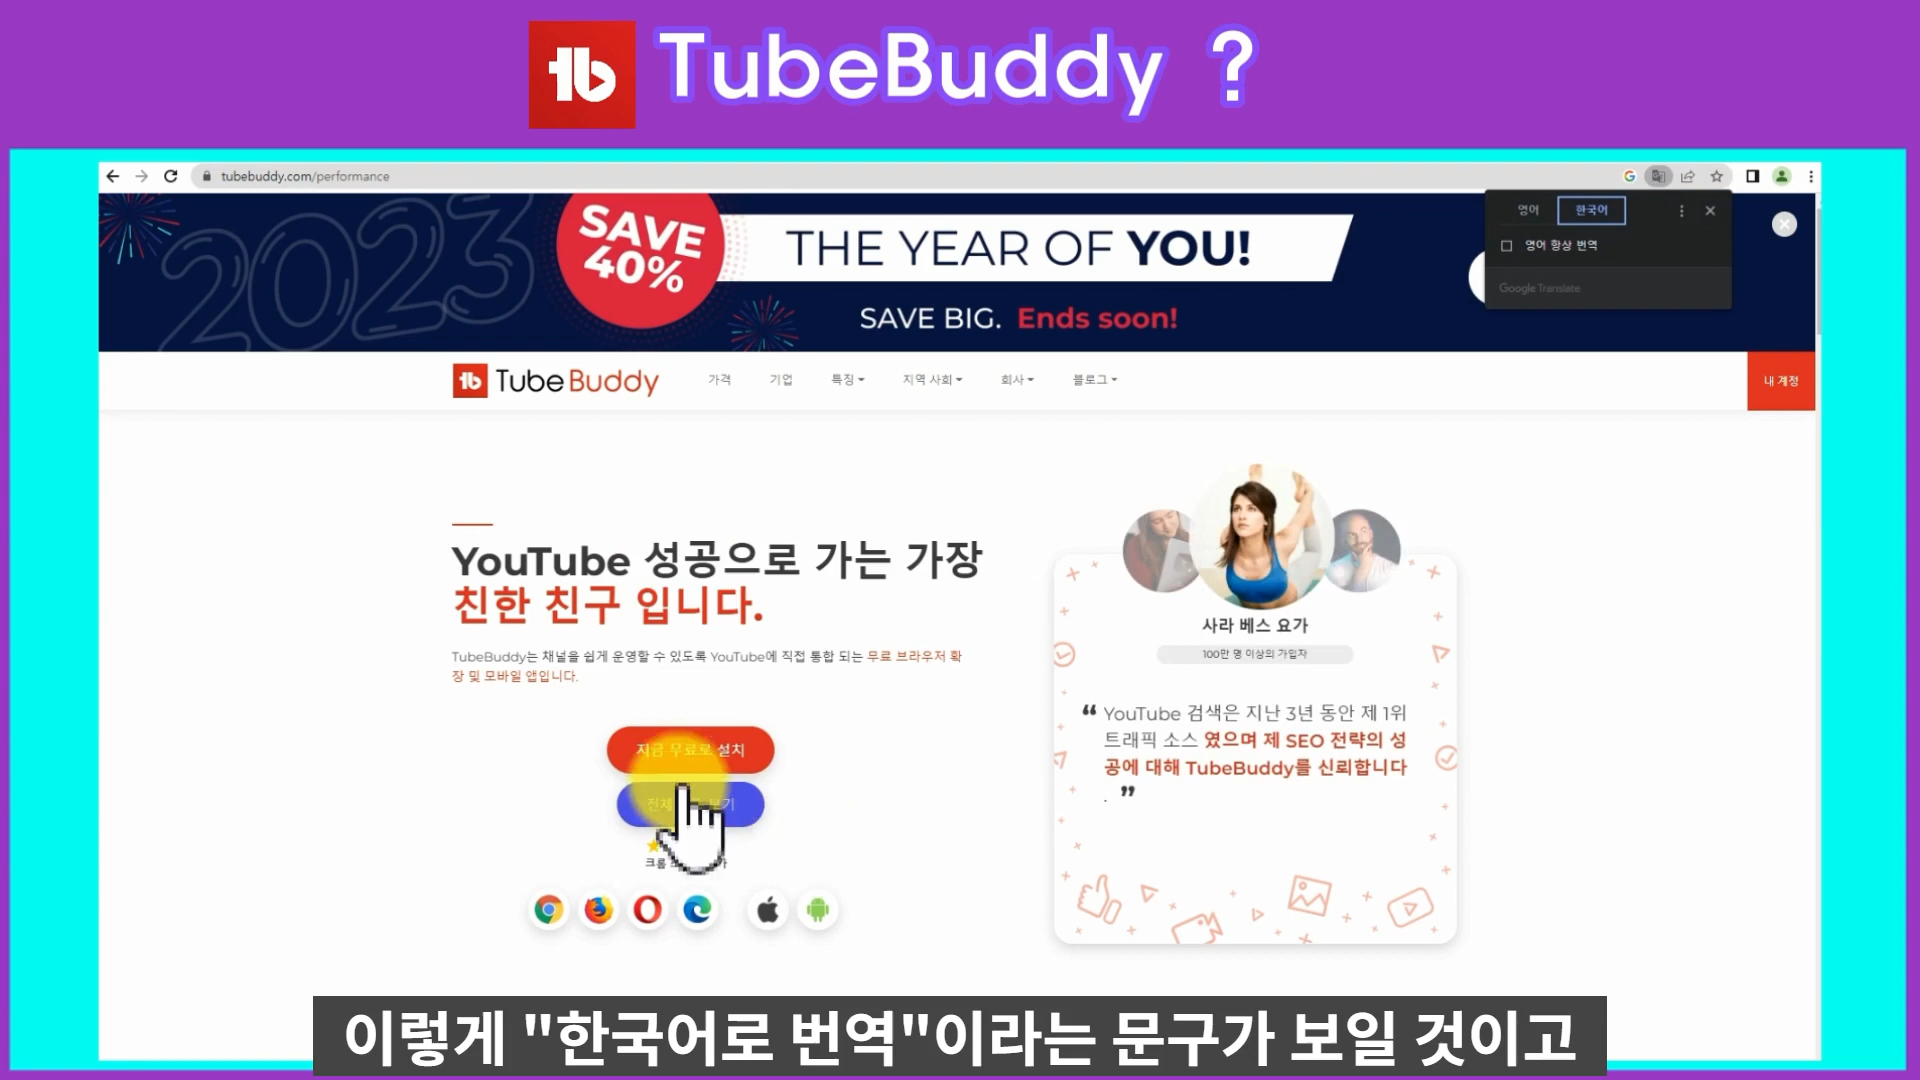 TubeBuddy ?
tubebuddy.com/performance
영어 한국어
영어 항상 번역
Google Translate
2023
SAVE
40%
THE YEAR OF YOU!
SAVE BIG. Ends soon!
TubeBuddy 가격 기업 특징 지역 사회 회사 블로그 내 계정
YouTube 성공으로 가는 가장
친한 친구 입니다.
TubeBuddy는 채널을 쉽게 운영할 수 있도록 YouTube에 직접 통합 되는 무료 브라우저 확
장 및 모바일 앱입니다.
지금 무료로 설치
전체 보기
크롬
사라 베스 요가
100만 명 이상의 가입자
“ YouTube 검색은 지난 3년 동안 제 1위
트래픽 소스 였으며 제 SEO 전략의 성
공에 대해 TubeBuddy를 신뢰합니다
. ”
이렇게 "한국어로 번역"이라는 문구가 보일 것이고